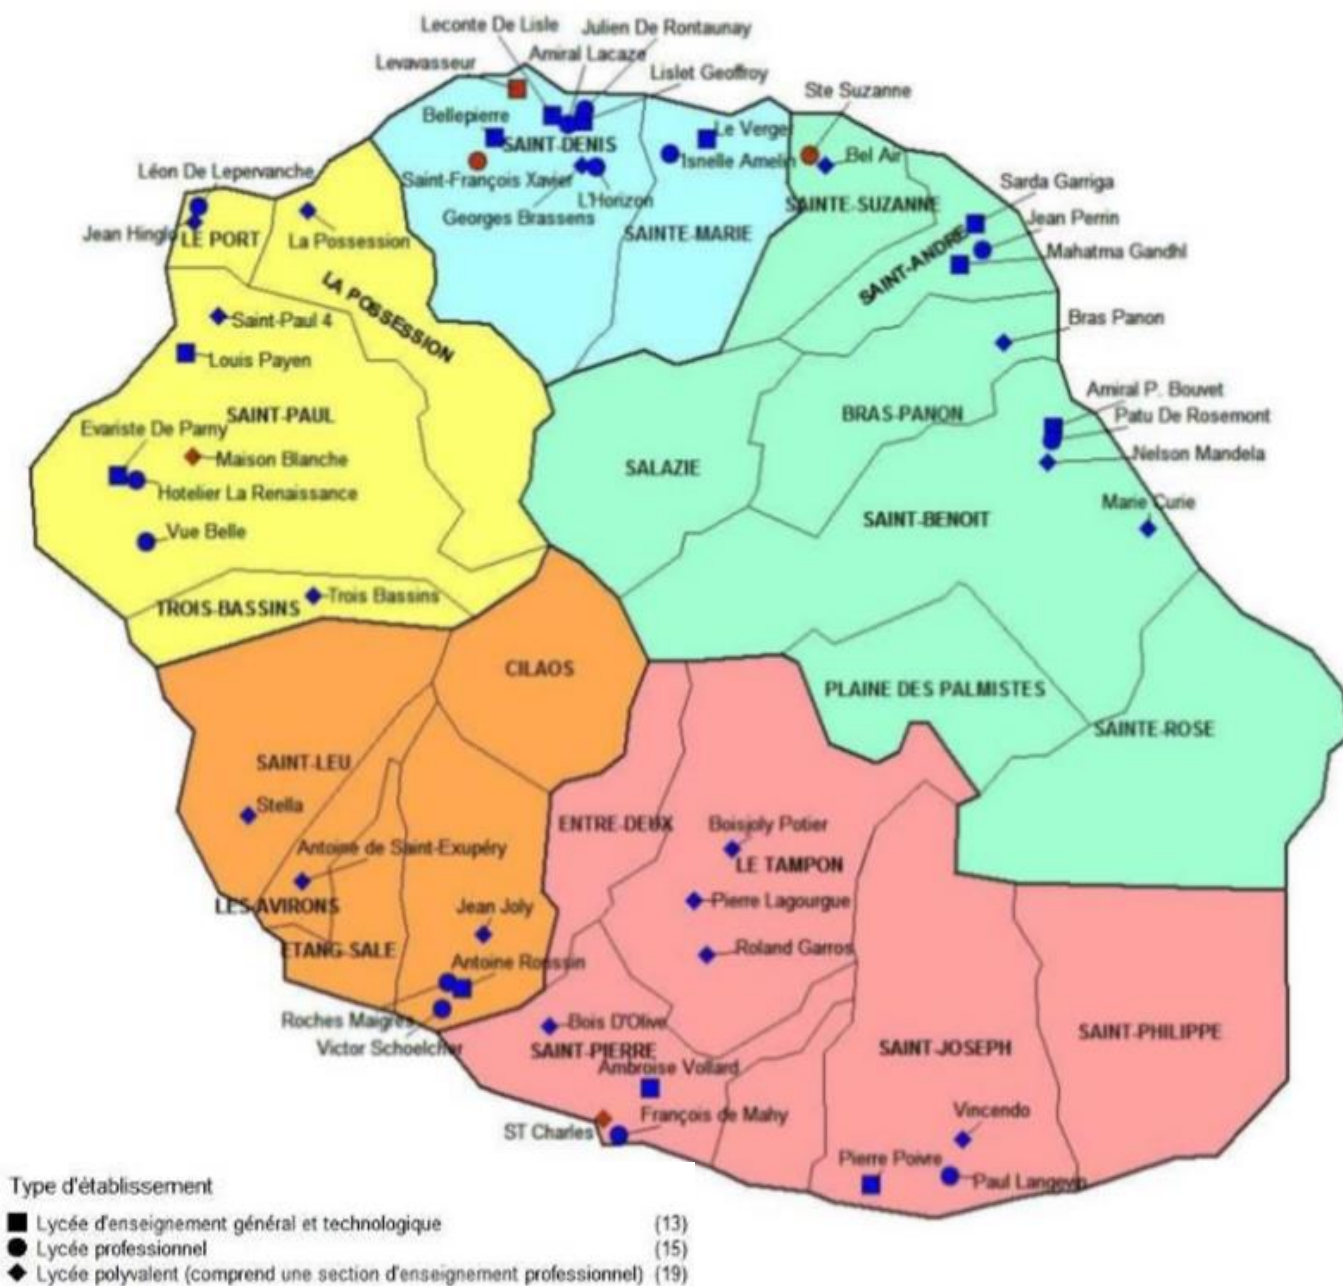 Leconte De Lisle
Julien De Rontaunay
Amiral Lacaze
Levavasseur
Lislet Geoffroy
Ste Suzanne
Bellepierre
Le Verger
SAINT-DENIS
Isnelle Amelin
Bel Air
Léon De Lepervanche
Saint-François Xavier
Sarda Garriga
L'Horizon
SAINTE-SUZANNE
Georges Brassens
Jean Perrin
Jean Hinglo
LE PORT
La Possession
SAINTE-MARIE
SAINT-ANDRE
Mahatma Gandhl
LA POSSESSION
Saint-Paul 4
Bras Panon
Louis Payen
Amiral P. Bouvet
SAINT-PAUL
BRAS-PANON
Patu De Rosemont
Evariste De Parny
Maison Blanche
SALAZIE
Nelson Mandela
Hotelier La Renaissance
Marie Curie
SAINT-BENOIT
Vue Belle
TROIS-BASSINS
Trois Bassins
CILAOS
PLAINE DES PALMISTES
SAINTE-ROSE
SAINT-LEU
Stella
ENTRE-DEUX
Boisjoly Potier
Antoine de Saint-Exupéry
LE TAMPON
LES-AVIRONS
Jean Joly
Pierre Lagourgue
ETANG-SALE
Roland Garros
Antoine Roussin
Roches Maigres
Bois D'Olive
Victor Schoelcher
SAINT-PIERRE
SAINT-JOSEPH
SAINT-PHILIPPE
Ambroise Vollard
François de Mahy
Vincendo
ST Charles
Pierre Poivre
Paul Langevin
Type d'établissement
Lycée d'enseignement général et technologique (13)
Lycée professionnel (15)
Lycée polyvalent (comprend une section d'enseignement professionnel) (19)